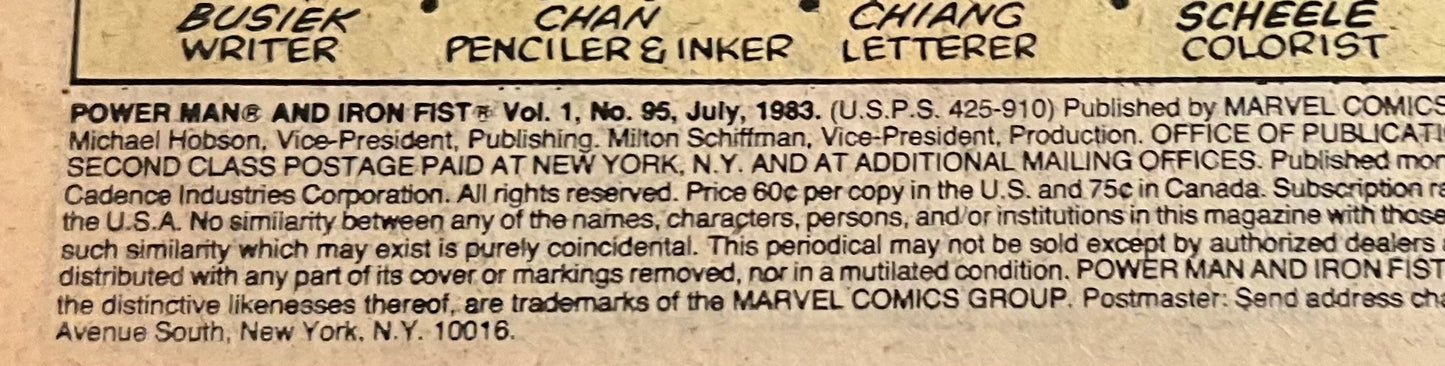 BUSIEK CHAN CHIANG SCHEELE
WRITER PENCILER & INKER LETTERER COLORIST
POWER MAN® AND IRON FIST® Vol. 1, No. 95, July, 1983. (U.S.P.S. 425-910) Published by MARVEL COMICS
Michael Hobson, Vice-President, Publishing. Milton Schiffman, Vice-President, Production. OFFICE OF PUBLICATI
SECOND CLASS POSTAGE PAID AT NEW YORK, N.Y. AND AT ADDITIONAL MAILING OFFICES. Published mon
Cadence Industries Corporation. All rights reserved. Price 60¢ per copy in the U.S. and 75¢ in Canada. Subscription ra
the U.S.A. No similarity between any of the names, characters, persons, and/or institutions in this magazine with those
such similarity which may exist is purely coincidental. This periodical may not be sold except by authorized dealers
distributed with any part of its cover or markings removed, nor in a mutilated condition. POWER MAN AND IRON FIST
the distinctive likenesses thereof, are trademarks of the MARVEL COMICS GROUP. Postmaster: Send address cha
Avenue South, New York, N.Y. 10016.